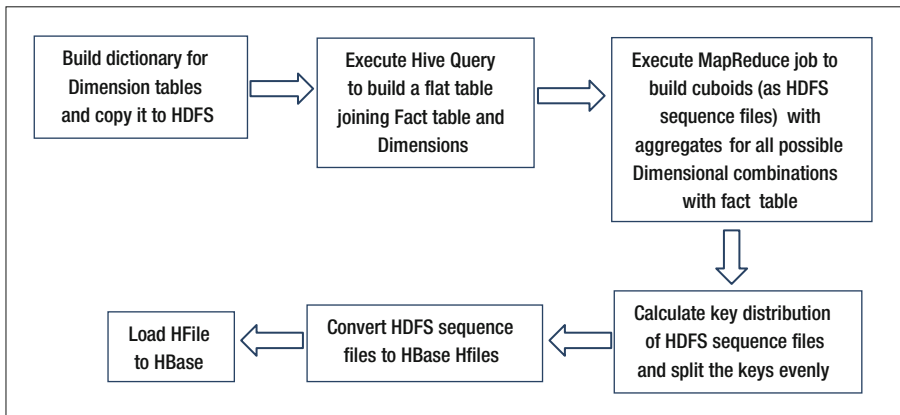 Build dictionary for
Dimension tables
and copy it to HDFS
Execute Hive Query
to build a flat table
joining Fact table and
Dimensions
Execute MapReduce job to
build cuboids (as HDFS
sequence files) with
aggregates for all possible
Dimensional combinations
with fact table
Calculate key distribution
of HDFS sequence files
and split the keys evenly
Convert HDFS sequence
files to HBase Hfiles
Load HFile
to HBase